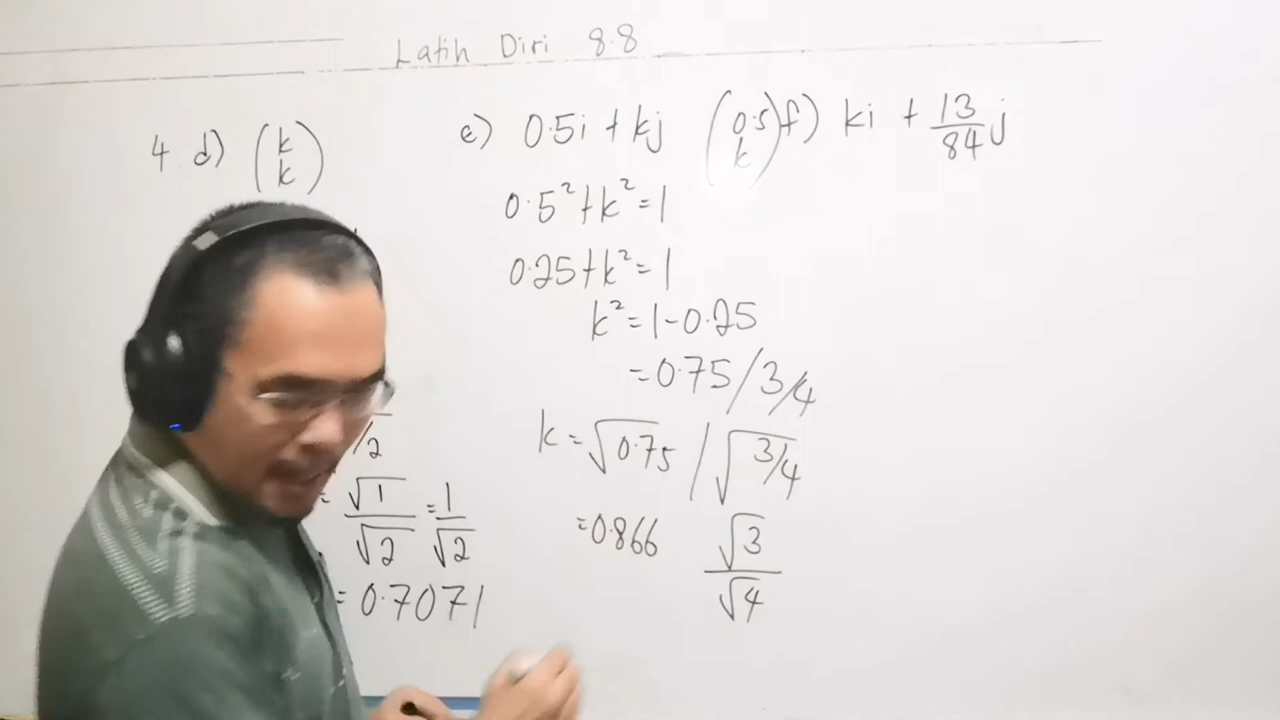 Latih Diri 8.8
4 d) (k k)
e) 0.5i + kj (0.5 k)
0.5² + k² = 1
0.25 + k² = 1
k² = 1 - 0.25
= 0.75 / 3/4
k = √0.75 / √3/4
= 0.866 √3/√4
/2
= √1/√2 = 1/√2
= 0.7071
f) ki + 13/84 j